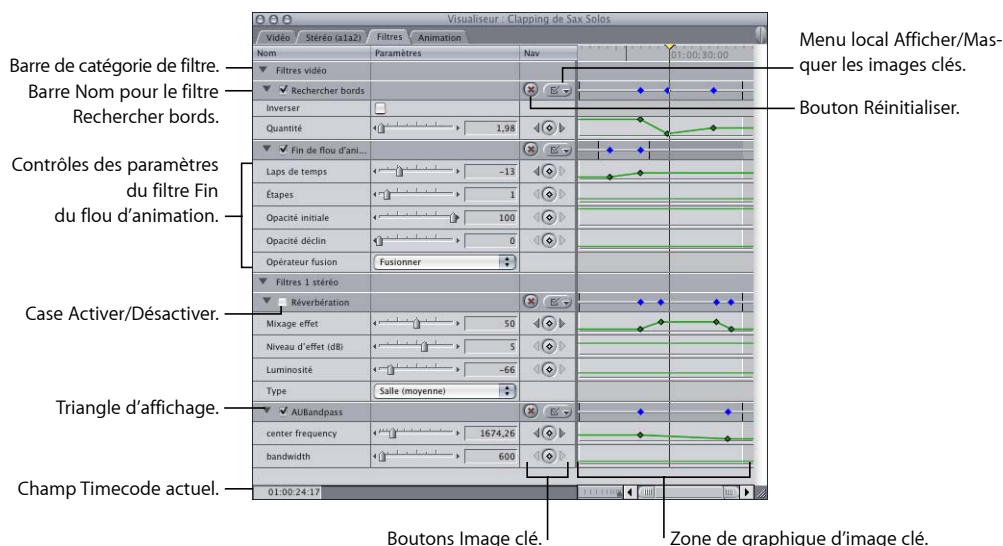 Visualiseur : Clapping de Sax Solos
Vidéo Stéréo (a1a2) Filtres Animation
Nom Paramètres Nav 01:00:30:00
Filtres vidéo
Rechercher bords
Inverser
Quantité 1,98
Fin de flou d'ani...
Laps de temps -13
Étapes 1
Opacité initiale 100
Opacité déclin 0
Opérateur fusion Fusionner
Filtres 1 stéréo
Réverbération
Mixage effet 50
Niveau d'effet (dB) 5
Luminosité -66
Type Salle (moyenne)
AUBandpass
center frequency 1674,26
bandwidth 600
01:00:24:17
Barre de catégorie de filtre.
Barre Nom pour le filtre
Rechercher bords.
Contrôles des paramètres
du filtre Fin
du flou d'animation.
Case Activer/Désactiver.
Triangle d'affichage.
Champ Timecode actuel.
Menu local Afficher/Mas-
quer les images clés.
Bouton Réinitialiser.
Boutons Image clé.
Zone de graphique d'image clé.